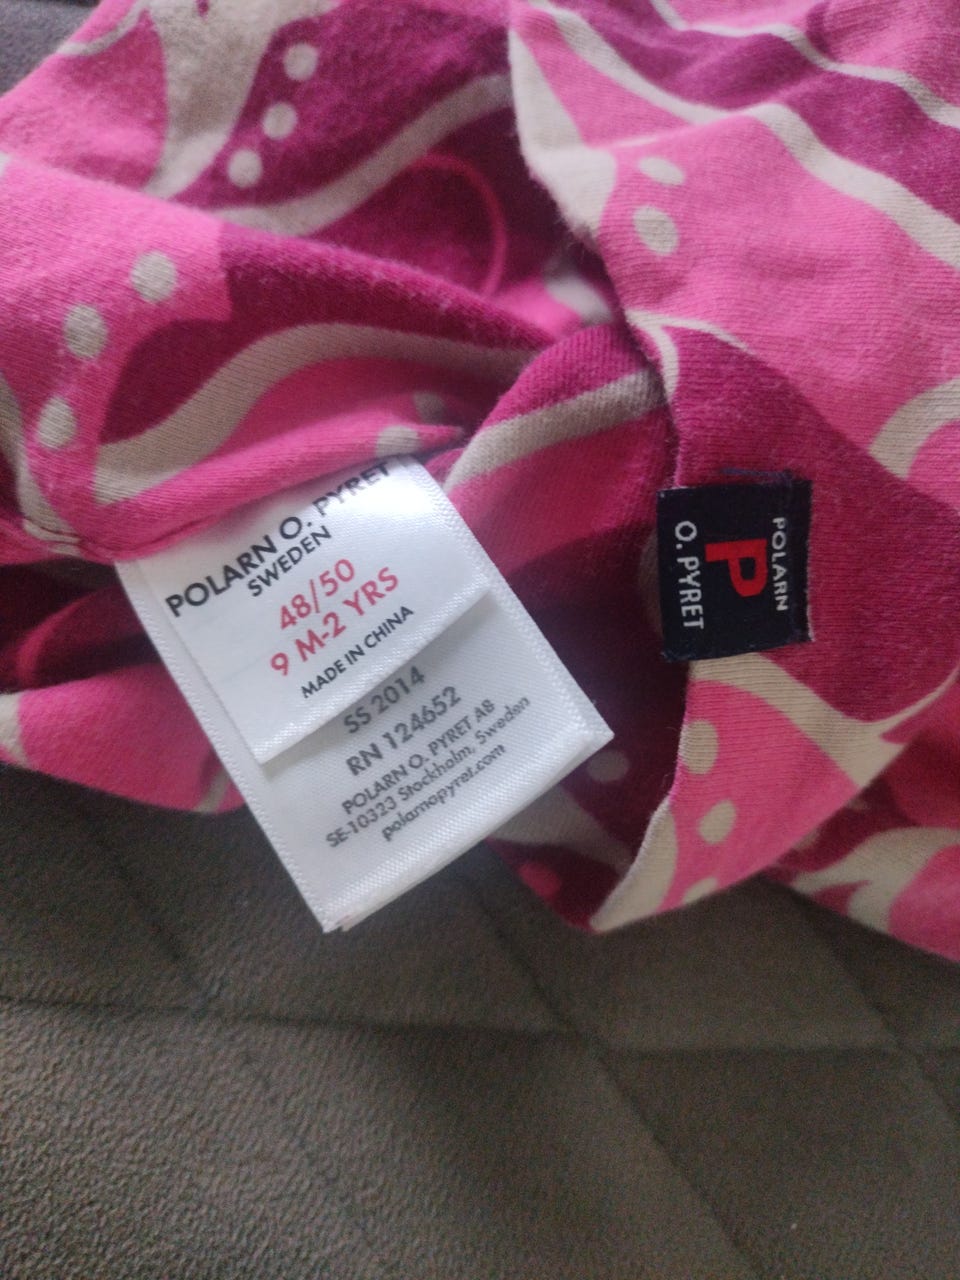 POLARN O. PYRET
SWEDEN
48/50
9 M-2 YRS
MADE IN CHINA
SS 2014
RN 124652
POLARN O. PYRET AB
SE-10323 Stockholm, Sweden
polarnopyret.com
POLARN
P
O. PYRET